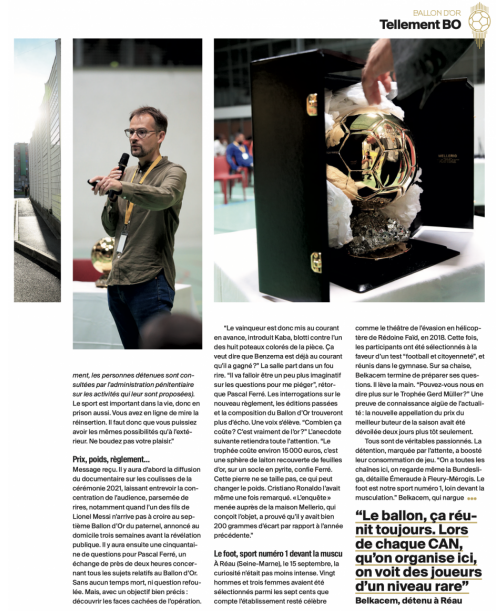 BALLON D'OR
Tellement BO
ment, les personnes détenues sont con-
sultées par l'administration pénitentiaire
sur les activités qui leur sont proposées).
Le sport est important dans la vie, donc en
prison aussi. Vous avez en ligne de mire la
réinsertion. Il faut donc que vous puissiez
avoir les mêmes possibilités qu'à l'exté-
rieur. Ne boudez pas votre plaisir."
Prix, poids, règlement...
Message reçu. Il y aura d'abord la diffusion
du documentaire sur les coulisses de la
cérémonie 2021, laissant entrevoir la con-
centration de l'audience, parsemée de
rires, notamment quand l'un des fils de
Lionel Messi n'arrive pas à croire au sep-
tième Ballon d'Or du paternel, annoncé au
domicile trois semaines avant la révélation
publique. Il y aura ensuite une cinquantai-
ne de questions pour Pascal Ferré, un
échange de près de deux heures concer-
nant tous les sujets relatifs au Ballon d'Or.
Sans aucun temps mort, ni question refou-
lée. Mais, avec un objectif bien précis :
découvrir les faces cachées de l'opération.
"Le vainqueur est donc mis au courant
en avance, introduit Kaba, blotti contre l'un
des huit poteaux colorés de la pièce. Ça
veut dire que Benzema est déjà au courant
qu'il a gagné ?" La salle part dans un fou
rire. "Il va falloir être un peu plus imaginatif
sur les questions pour me piéger", rétor-
que Pascal Ferré. Les interrogations sur le
nouveau règlement, les éditions passées
et la composition du Ballon d'Or trouveront
plus d'écho. Une voix s'élève. "Combien ça
coûte ? C'est vraiment de l'or ?" L'anecdote
suivante retiendra toute l'attention. "Le
trophée coûte environ 15 000 euros, c'est
une sphère de laiton recouverte de feuilles
d'or, sur un socle en pyrite, confie Ferré.
Cette pierre ne se taille pas, ce qui peut
changer le poids. Cristiano Ronaldo l'avait
même une fois remarqué. « L'enquête »
menée auprès de la maison Mellerio, qui
conçoit l'objet, a prouvé qu'il y avait bien
200 grammes d'écart par rapport à l'année
précédente."
Le foot, sport numéro 1 devant la muscu
À Réau (Seine-Marne), le 15 septembre, la
curiosité n'était pas moins intense. Vingt
hommes et trois femmes avaient été
sélectionnés parmi les sept cents que
compte l'établissement resté célèbre
comme le théâtre de l'évasion en hélicop-
tère de Rédoine Faïd, en 2018. Cette fois,
les participants ont été sélectionnés à la
faveur d'un test "football et citoyenneté", et
réunis dans le gymnase. Sur sa chaise,
Belkacem termine de préparer ses ques-
tions. Il lève la main. "Pouvez-vous nous en
dire plus sur le Trophée Gerd Müller ?" Une
preuve de connaissance aiguë de l'actuali-
té : la nouvelle appellation du prix du
meilleur buteur de la saison avait été
dévoilée deux jours plus tôt seulement.
Tous sont de véritables passionnés. La
détention, marquée par l'attente, a boosté
leur consommation de jeu. "On a toutes les
chaînes ici, on regarde même la Bundesli-
ga, détaille Émeraude à Fleury-Mérogis. Le
foot est notre sport numéro 1, loin devant la
musculation." Belkacem, qui nargue
"Le ballon, ça réu-
nit toujours. Lors
de chaque CAN,
qu'on organise ici,
on voit des joueurs
d'un niveau rare"
Belkacem, détenu à Réau